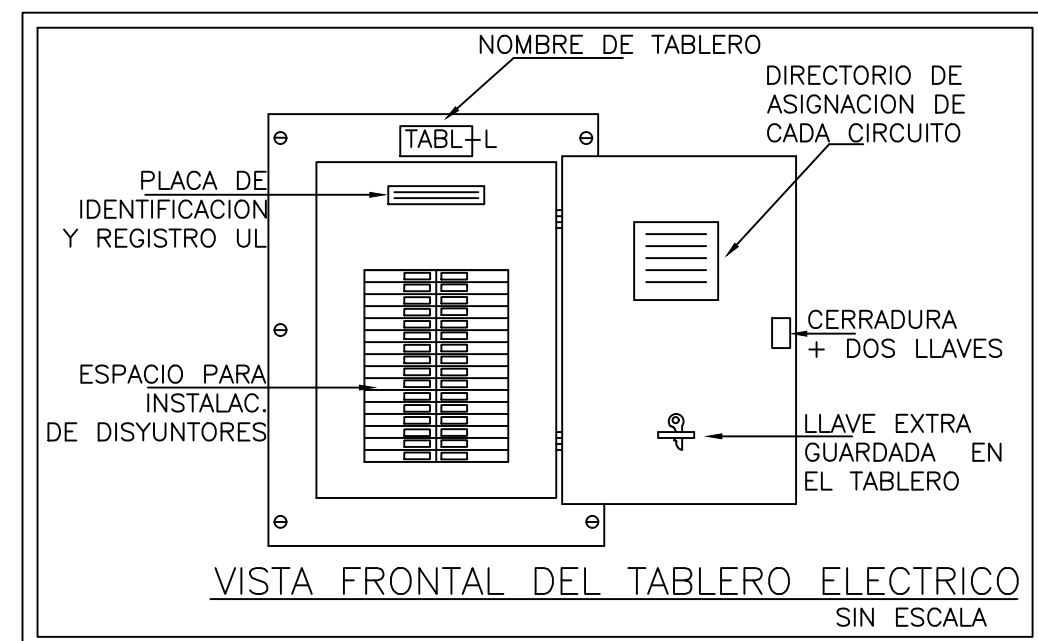 NOMBRE DE TABLERO
DIRECTORIO DE
ASIGNACION DE
CADA CIRCUITO
TABL-L
PLACA DE
IDENTIFICACION
Y REGISTRO UL
CERRADURA
+ DOS LLAVES
ESPACIO PARA
INSTALAC.
DE DISYUNTORES
LLAVE EXTRA
GUARDADA EN
EL TABLERO
VISTA FRONTAL DEL TABLERO ELECTRICO
SIN ESCALA